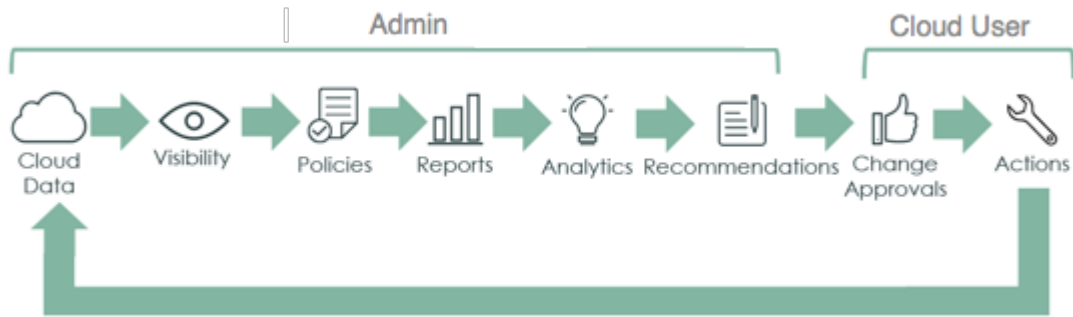 Admin
Cloud User
Cloud
Data
Visibility
Policies
Reports
Analytics
Recommendations
Change
Approvals
Actions